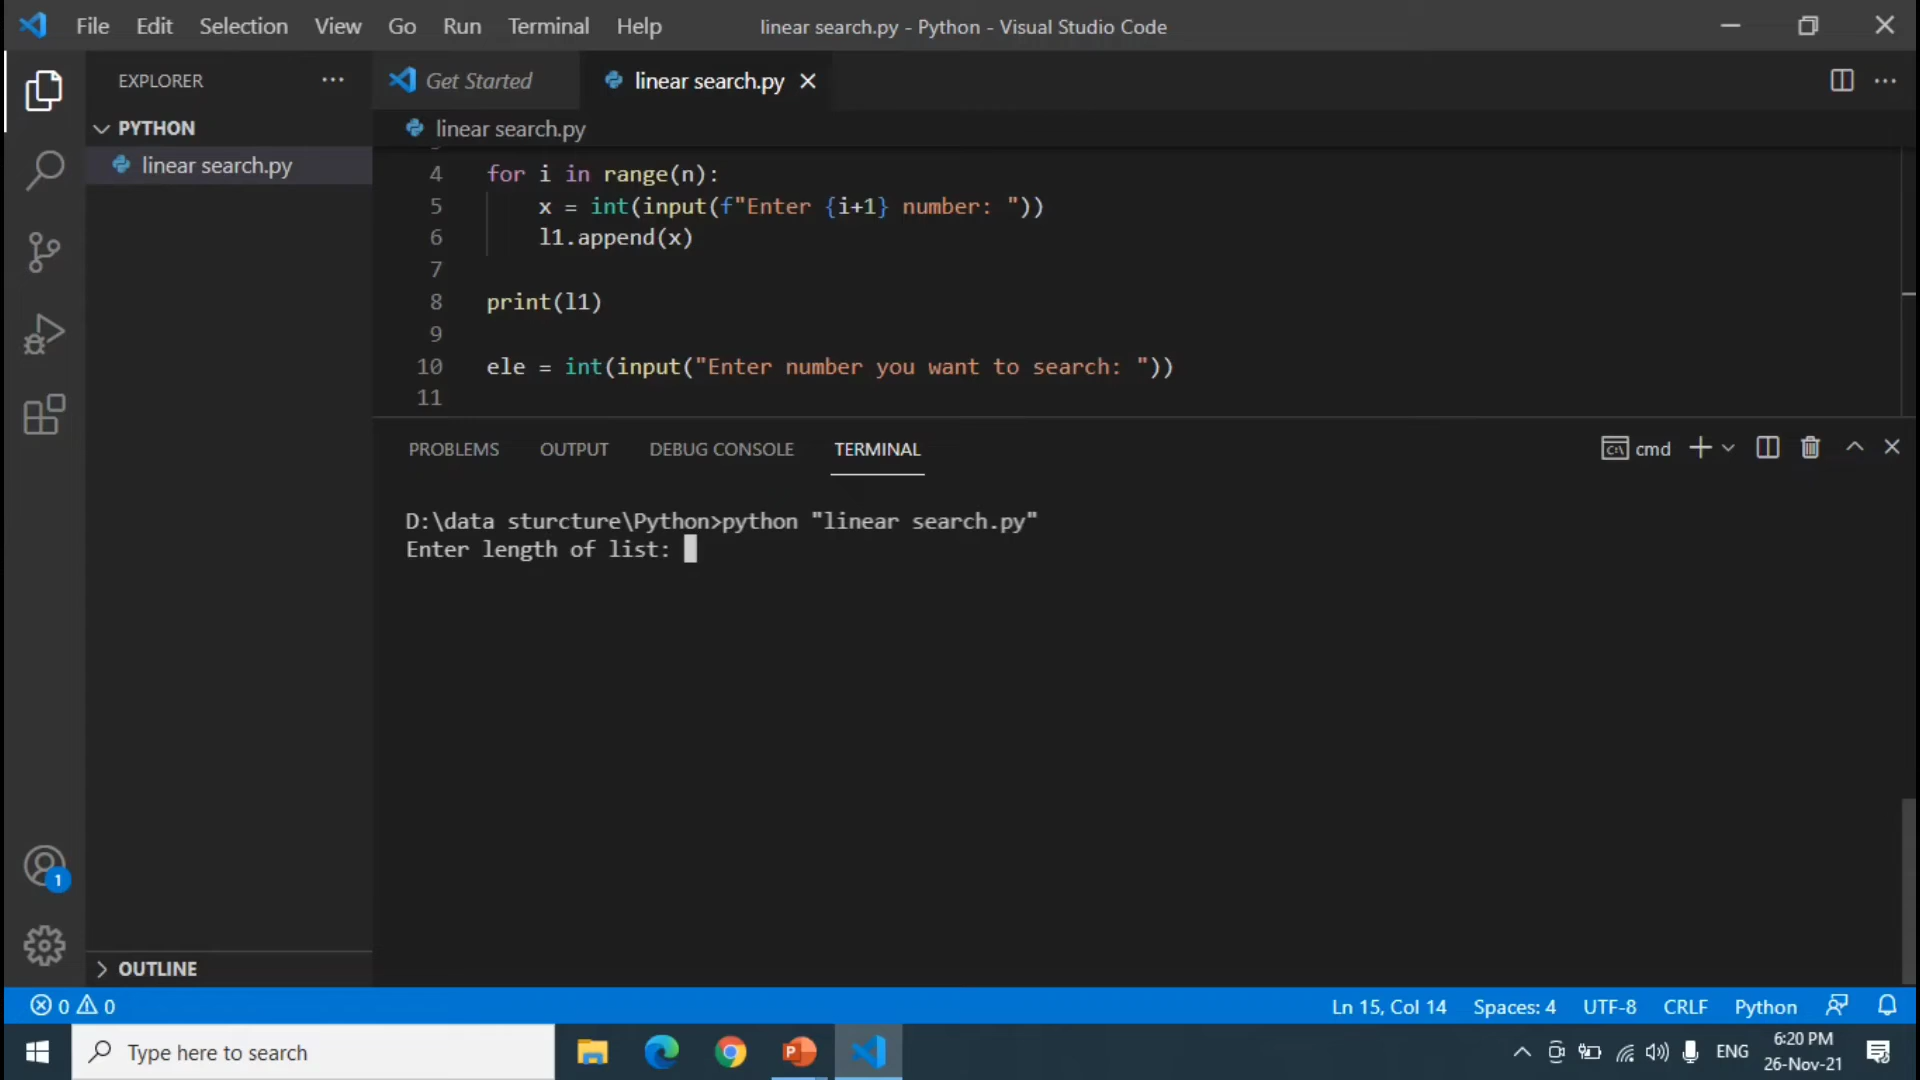 File Edit Selection View Go Run Terminal Help linear search.py - Python - Visual Studio Code
EXPLORER
PYTHON
linear search.py
OUTLINE
1
Get Started linear search.py
linear search.py
4 for i in range(n):
5 x = int(input(f"Enter {i+1} number: "))
6 l1.append(x)
7
8 print(l1)
9
10 ele = int(input("Enter number you want to search: "))
11
PROBLEMS OUTPUT DEBUG CONSOLE TERMINAL cmd
D:\data sturcture\Python>python "linear search.py"
Enter length of list:
0 0 Ln 15, Col 14 Spaces: 4 UTF-8 CRLF Python
Type here to search
ENG
6:20 PM
26-Nov-21